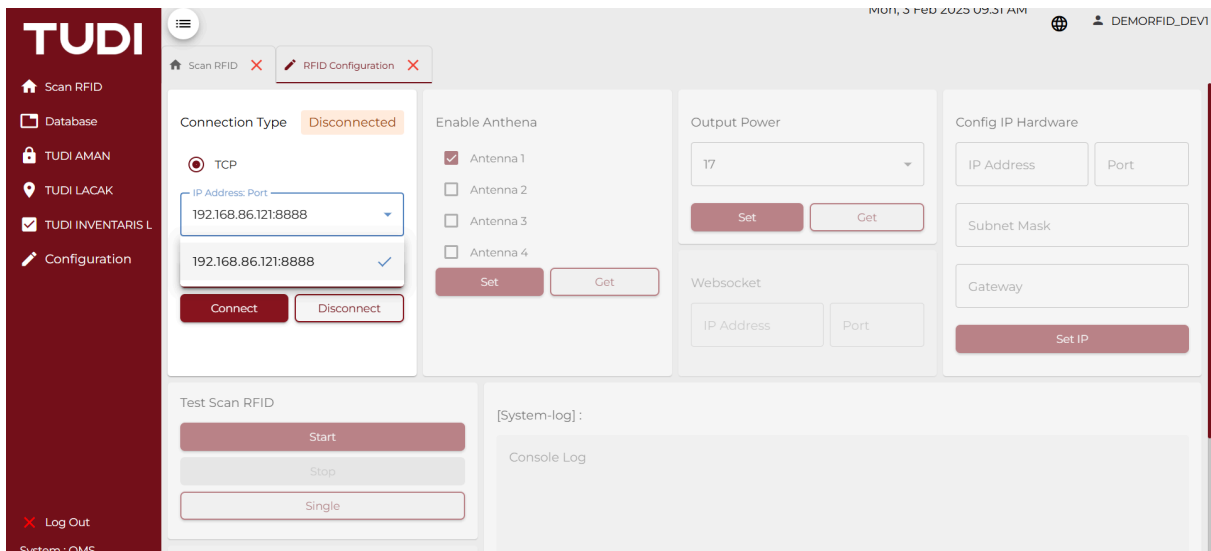 Mon, 3 Feb 2025 09:31 AM
DEMORFID_DEV1
TUDI
Scan RFID
Database
TUDI AMAN
TUDI LACAK
TUDI INVENTARIS L
Configuration
Log Out
System : OMS
Scan RFID
RFID Configuration
Connection Type
Disconnected
TCP
IP Address: Port
192.168.86.121:8888
192.168.86.121:8888
Connect
Disconnect
Enable Anthena
Antenna 1
Antenna 2
Antenna 3
Antenna 4
Set
Get
Output Power
17
Set
Get
Websocket
IP Address
Port
Config IP Hardware
IP Address
Port
Subnet Mask
Gateway
Set IP
Test Scan RFID
Start
Stop
Single
[System-log] :
Console Log